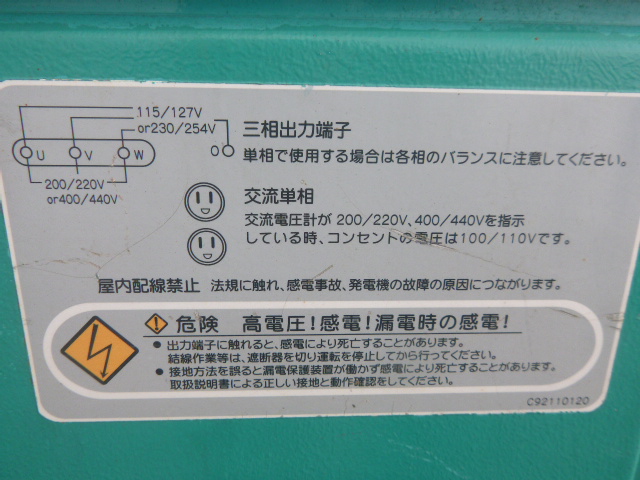 115/127V
or230/254V
U V W O
200/220V
or400/440V
三相出力端子
単相で使用する場合は各相のバランスに注意してください。
交流単相
交流電圧計が 200/220V、400/440Vを指示
している時、コンセントの電圧は100/110Vです。
屋内配線禁止 法規に触れ、感電事故、発電機の故障の原因につながります。
危険 高電圧!感電!漏電時の感電!
● 出力端子に触れると、感電により死亡することがあります。
結線作業等は、遮断器を切り運転を停止してから行ってください。
● 接地方法を誤ると漏電保護装置が働かず感電により死亡することがあります。
取扱説明書による正しい接地と動作確認をしてください。
C92110120